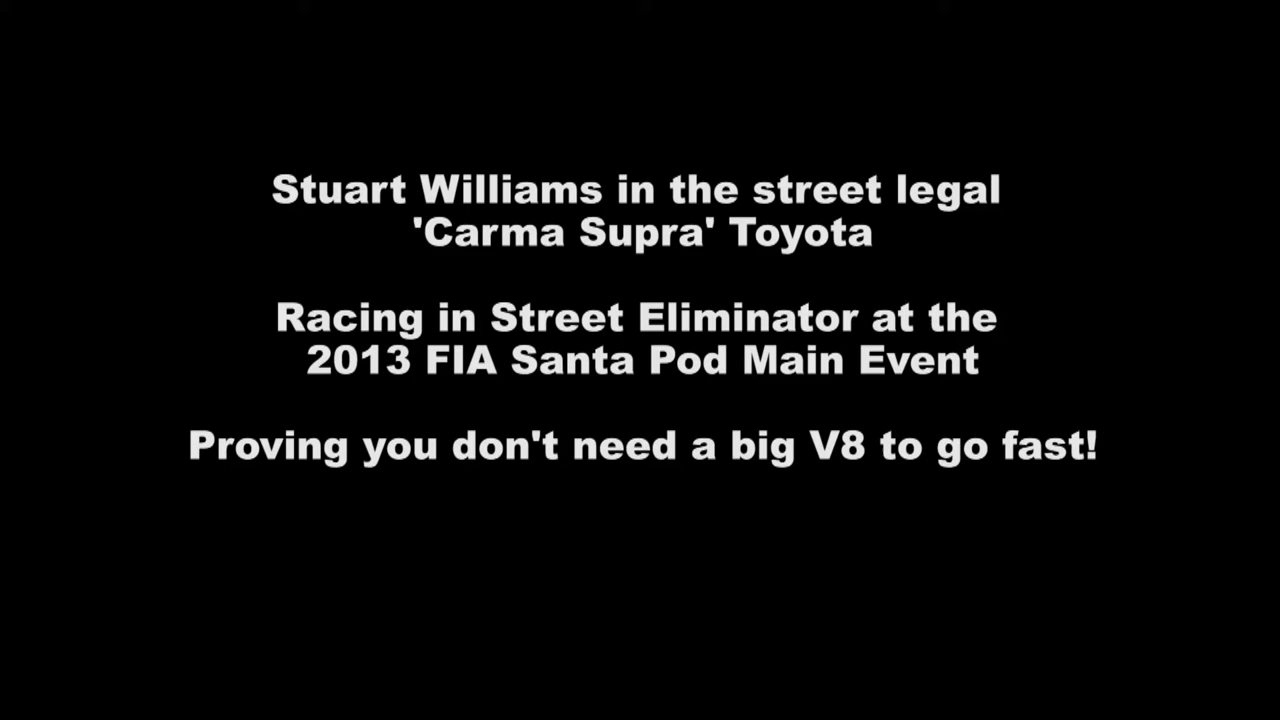 Stuart Williams in the street legal
'Carma Supra' Toyota
Racing in Street Eliminator at the
2013 FIA Santa Pod Main Event
Proving you don't need a big V8 to go fast!